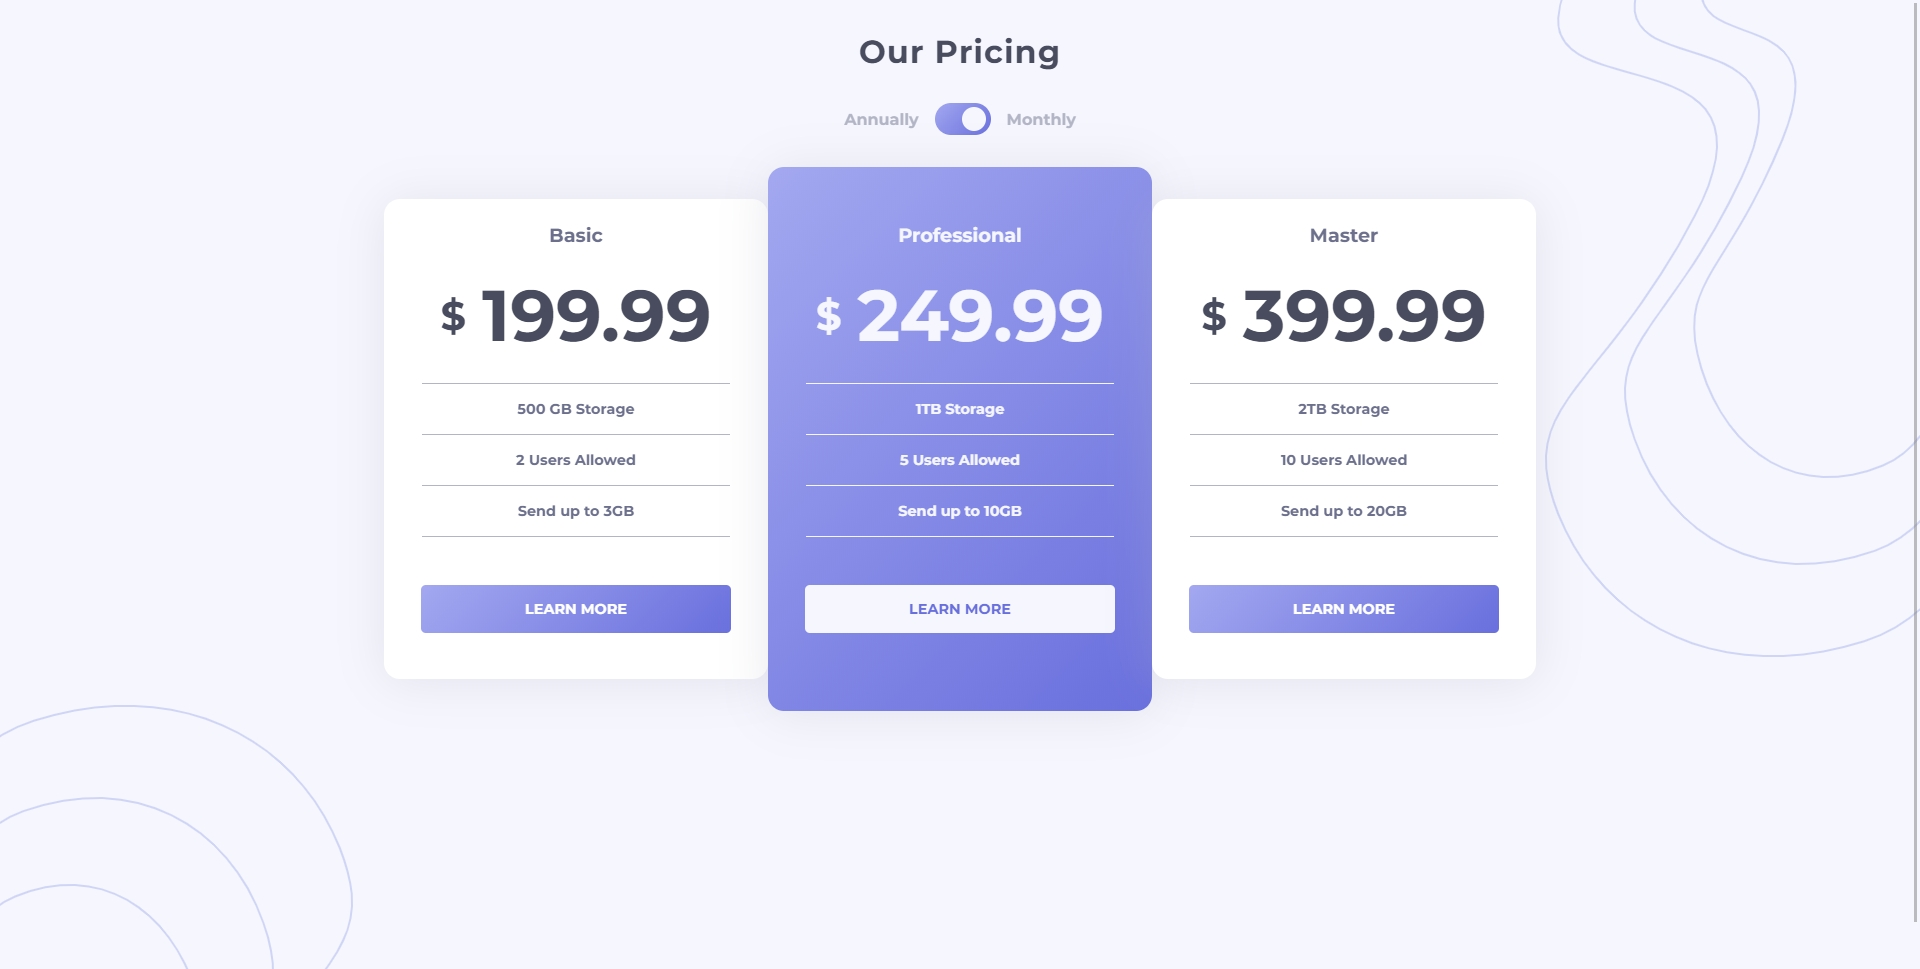 Our Pricing
Annually Monthly
Basic
$ 199.99
500 GB Storage
2 Users Allowed
Send up to 3GB
LEARN MORE
Professional
$ 249.99
1TB Storage
5 Users Allowed
Send up to 10GB
LEARN MORE
Master
$ 399.99
2TB Storage
10 Users Allowed
Send up to 20GB
LEARN MORE